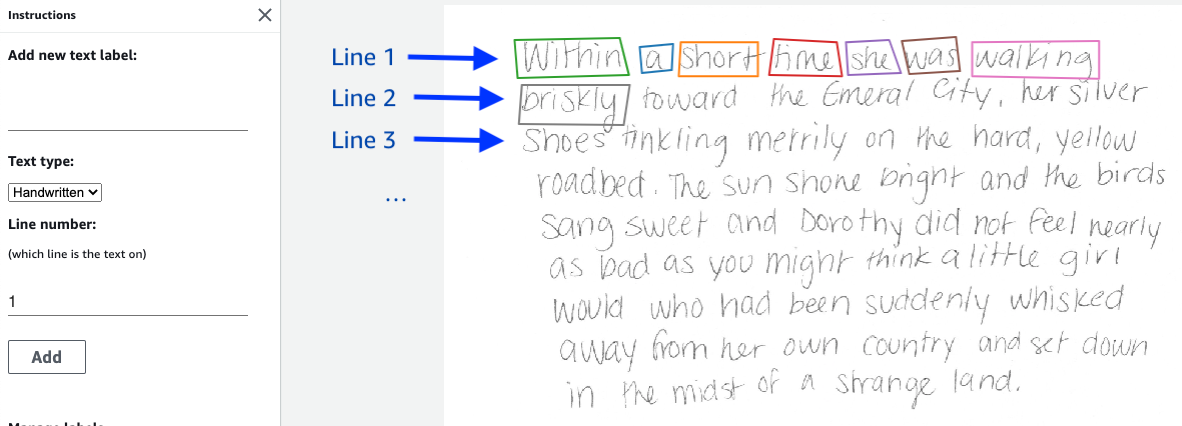 Instructions
Add new text label:
Text type:
Handwritten
Line number:
(which line is the text on)
1
Add
Line 1
Line 2
Line 3
...
Within a short time she was walking
briskly toward the Emeral City, her silver
Shoes tinkling merrily on the hard, yellow
roadbed. The sun shone bright and the birds
sang sweet and Dorothy did not feel nearly
as bad as you might think a little girl
would who had been suddenly whisked
away from her own country and set down
in the midst of a strange land.